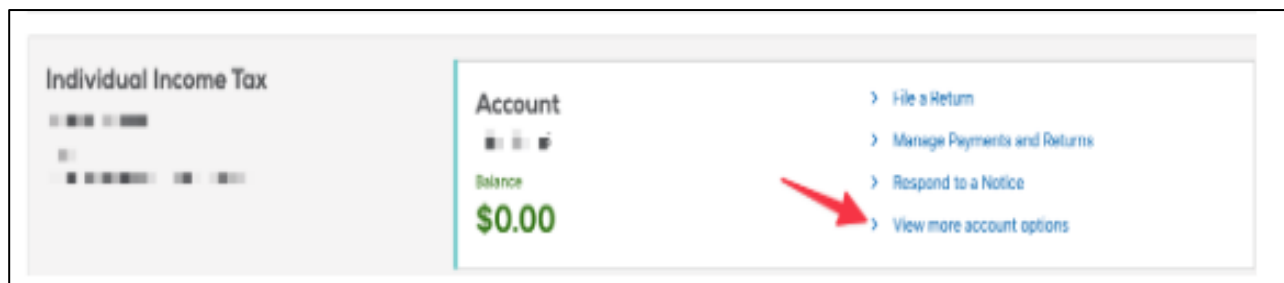 Individual Income Tax
Account
Balance
$0.00
> File a Return
> Manage Payments and Returns
> Respond to a Notice
> View more account options